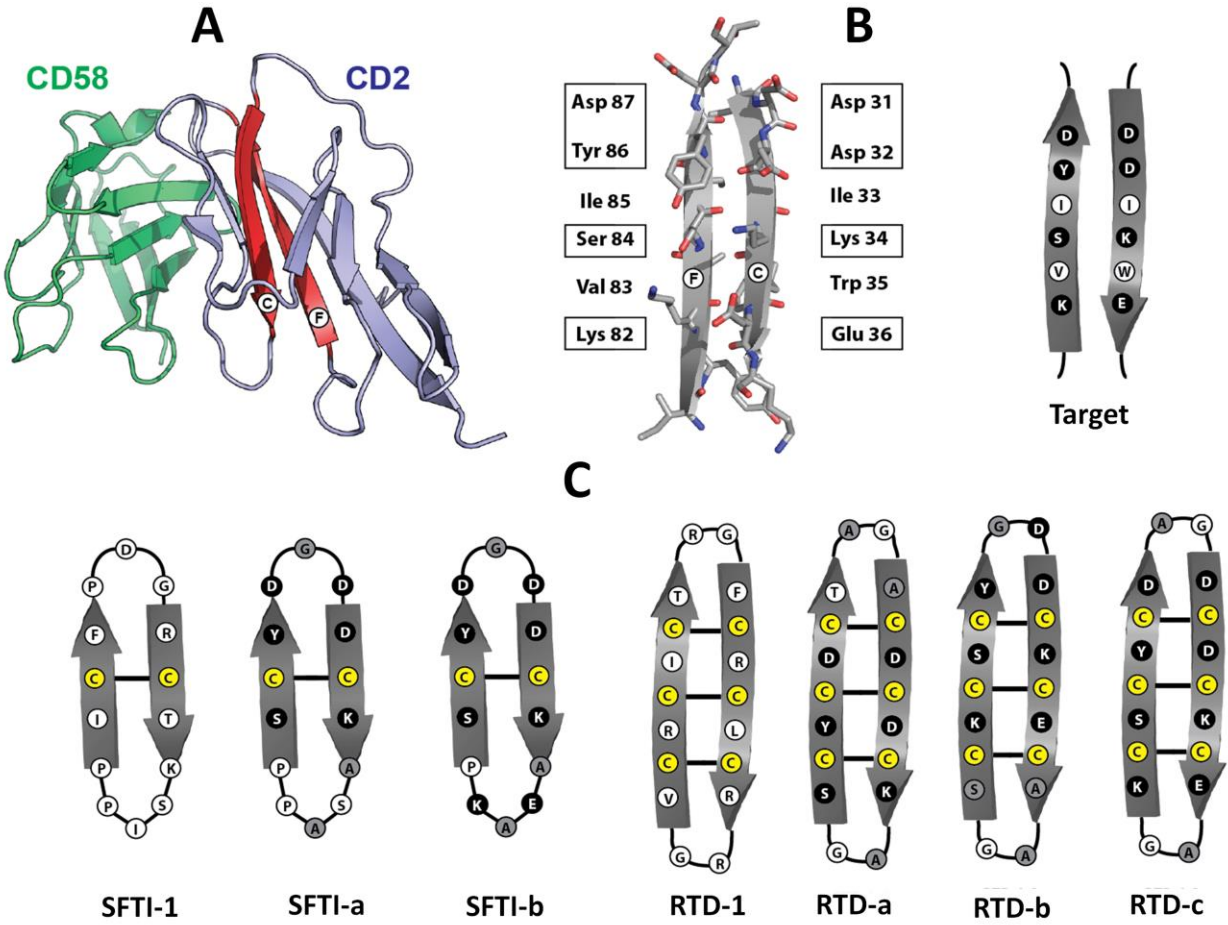 A
CD58
CD2
C
F
B
Asp 87
Tyr 86
Ile 85
Ser 84
Val 83
Lys 82
F
C
Asp 31
Asp 32
Ile 33
Lys 34
Trp 35
Glu 36
D D
Y D
I I
S K
V W
K E
Target
C
D
P G
F R
C C
I T
P K
P S
I
SFTI-1
G
D D
Y D
C C
S K
P A
P S
A
SFTI-a
G
D D
Y D
C C
S K
P A
K E
A
SFTI-b
R G
T F
C C
I R
C C
R L
C C
V R
G R
RTD-1
A G
T A
C C
D D
C C
Y D
C C
S K
G A
RTD-a
G D
Y D
C C
S K
C C
K E
C C
S A
G A
RTD-b
A G
D D
C C
Y D
C C
S K
C C
K E
G A
RTD-c